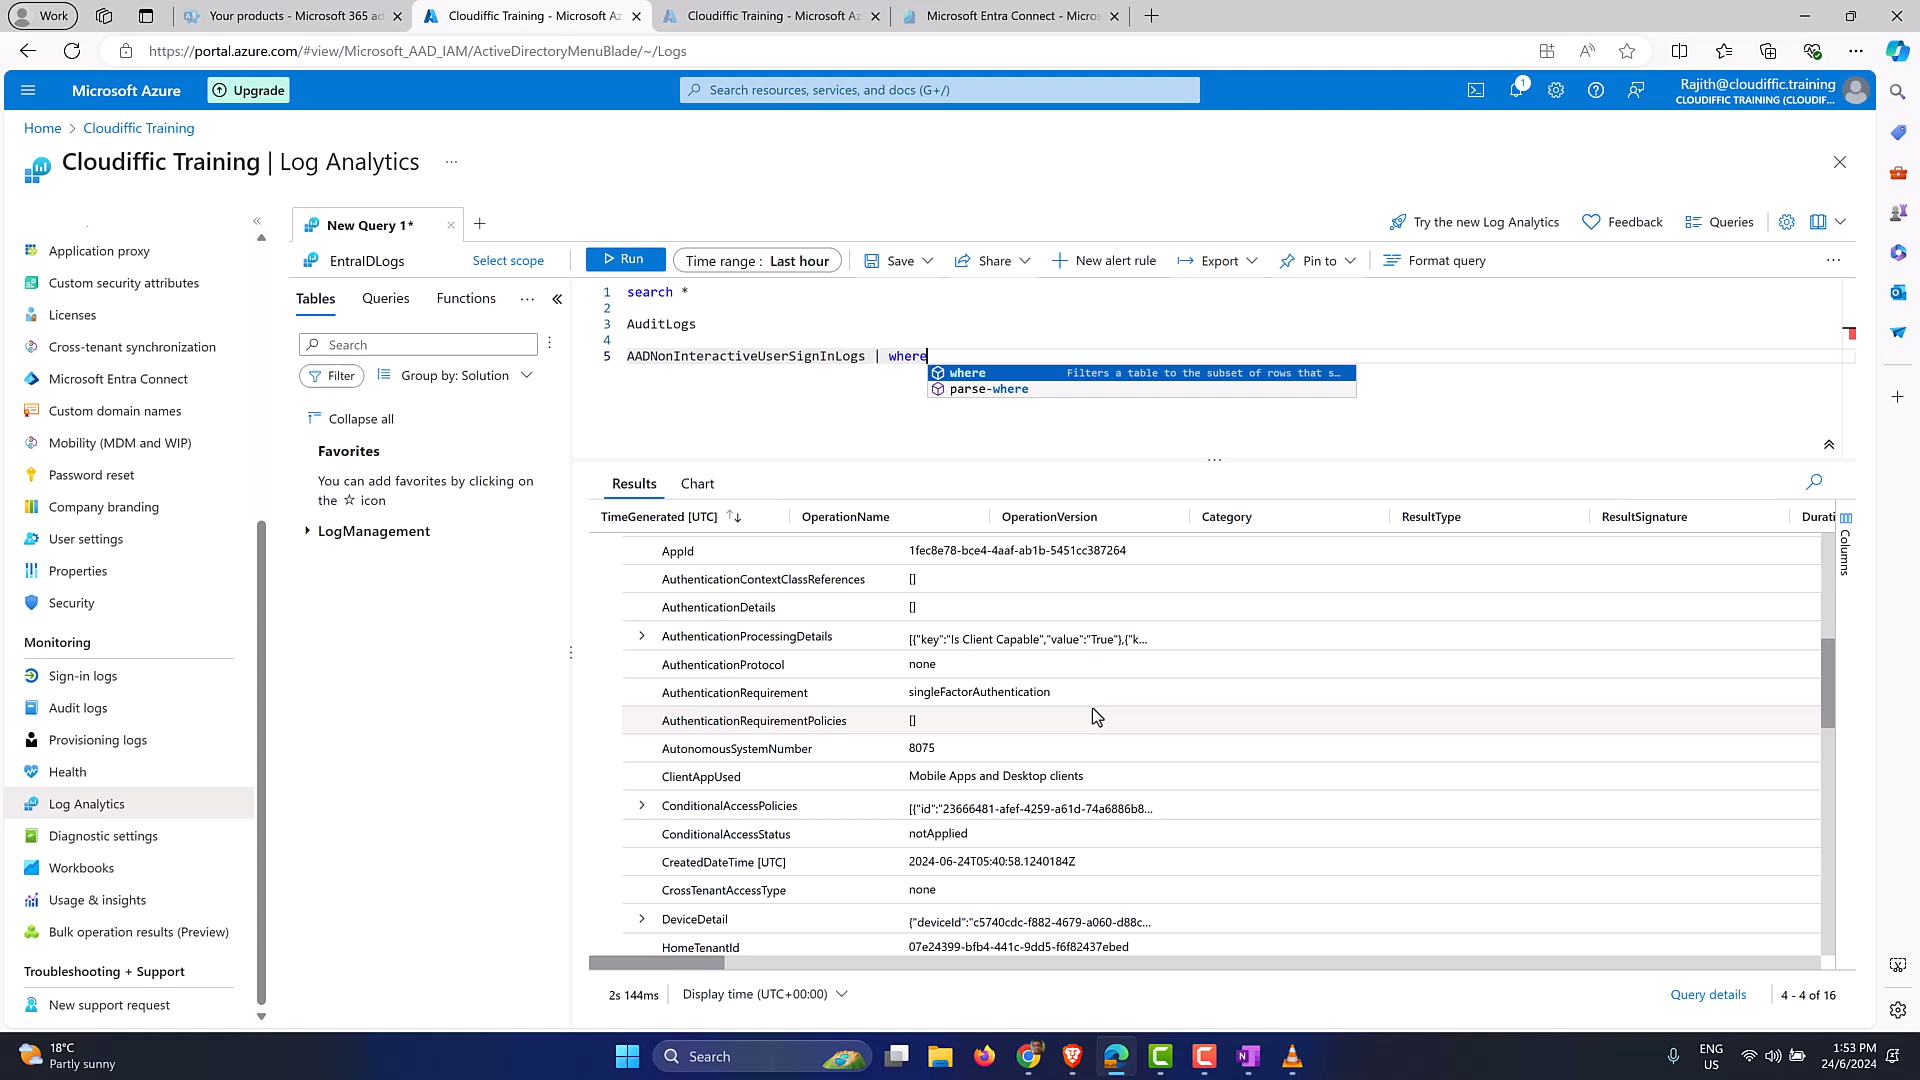 Work
Your products - Microsoft 365 ad
Cloudiffic Training - Microsoft Az
Cloudiffic Training - Microsoft Az
Microsoft Entra Connect - Micros
https://portal.azure.com/#view/Microsoft_AAD_IAM/ActiveDirectoryMenuBlade/~/Logs
Microsoft Azure
Upgrade
Search resources, services, and docs (G+/)
1
Rajith@cloudiffic.training
CLOUDIFFIC TRAINING (CLOUDIF...
Home > Cloudiffic Training
Cloudiffic Training | Log Analytics
Application proxy
Custom security attributes
Licenses
Cross-tenant synchronization
Microsoft Entra Connect
Custom domain names
Mobility (MDM and WIP)
Password reset
Company branding
User settings
Properties
Security
Monitoring
Sign-in logs
Audit logs
Provisioning logs
Health
Log Analytics
Diagnostic settings
Workbooks
Usage & insights
Bulk operation results (Preview)
Troubleshooting + Support
New support request
New Query 1*
Try the new Log Analytics
Feedback
Queries
EntraIDLogs
Select scope
Run
Time range : Last hour
Save
Share
New alert rule
Export
Pin to
Format query
Tables
Queries
Functions
Search
Filter
Group by: Solution
Collapse all
Favorites
You can add favorites by clicking on
the ☆ icon
LogManagement
1 search *
2
3 AuditLogs
4
5 AADNonInteractiveUserSignInLogs | where
where Filters a table to the subset of rows that s…
parse-where
Results
Chart
TimeGenerated [UTC] OperationName OperationVersion Category ResultType ResultSignature Durati
Columns
AppId 1fec8e78-bce4-4aaf-ab1b-5451cc387264
AuthenticationContextClassReferences []
AuthenticationDetails []
AuthenticationProcessingDetails [{"key":"Is Client Capable","value":"True"},{"k...
AuthenticationProtocol none
AuthenticationRequirement singleFactorAuthentication
AuthenticationRequirementPolicies []
AutonomousSystemNumber 8075
ClientAppUsed Mobile Apps and Desktop clients
ConditionalAccessPolicies [{"id":"23666481-afef-4259-a61d-74a6886b8...
ConditionalAccessStatus notApplied
CreatedDateTime [UTC] 2024-06-24T05:40:58.1240184Z
CrossTenantAccessType none
DeviceDetail {"deviceId":"c5740cdc-f882-4679-a060-d88c...
HomeTenantId 07e24399-bfb4-441c-9dd5-f6f82437ebed
2s 144ms
Display time (UTC+00:00)
Query details
4 - 4 of 16
18°C
Partly sunny
Search
ENG
US
1:53 PM
24/6/2024